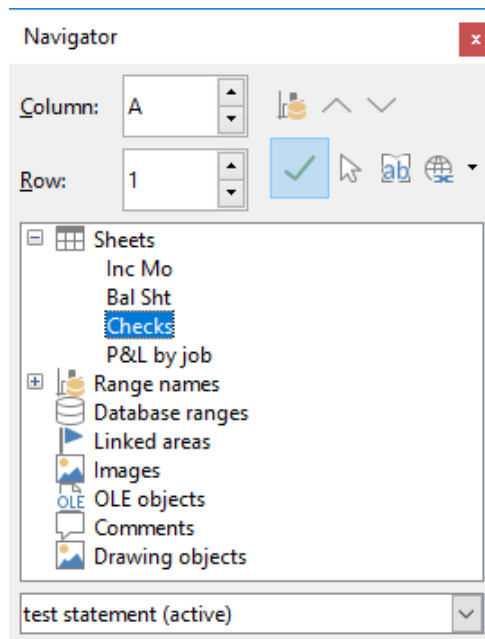 Navigator
x
Column: A
Row: 1
ab
Sheets
Inc Mo
Bal Sht
Checks
P&L by job
Range names
Database ranges
Linked areas
Images
OLE OLE objects
Comments
Drawing objects
test statement (active)